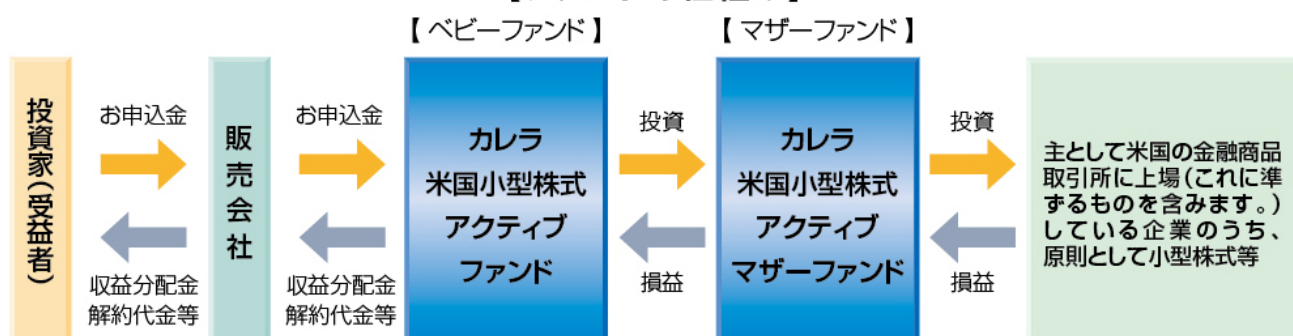 【 ベビーファンド 】
【 マザーファンド 】
投資家(受益者)
お申込金
収益分配金
解約代金等
販売会社
お申込金
収益分配金
解約代金等
カレラ
米国小型株式
アクティブ
ファンド
投資
損益
カレラ
米国小型株式
アクティブ
マザーファンド
投資
損益
主として米国の金融商品
取引所に上場(これに準
ずるものを含みます。)
している企業のうち、
原則として小型株式等